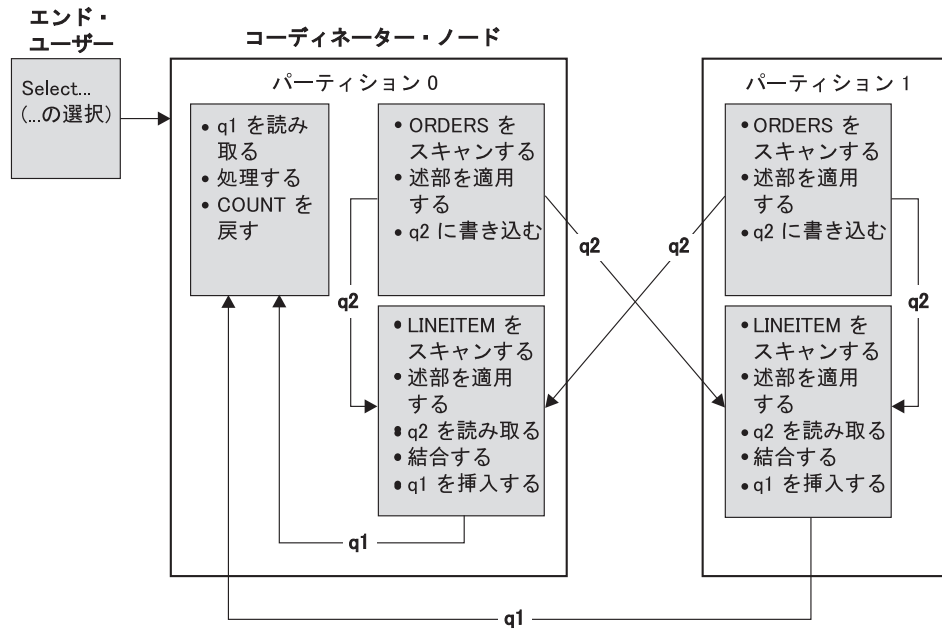 エンド・
ユーザー
Select...
(...の選択)
コーディネーター・ノード
パーティション 0
• q1 を読み
取る
• 処理する
• COUNT を
戻す
• ORDERS を
スキャンする
• 述部を適用
する
• q2 に書き込む
q2
• LINEITEM を
スキャンする
• 述部を適用
する
• q2 を読み取る
• 結合する
• q1 を挿入する
q1
q2
q2
パーティション 1
• ORDERS を
スキャンする
• 述部を適用
する
• q2 に書き込む
q2
• LINEITEM を
スキャンする
• 述部を適用
する
• q2 を読み取る
• 結合する
• q1 を挿入する
q1